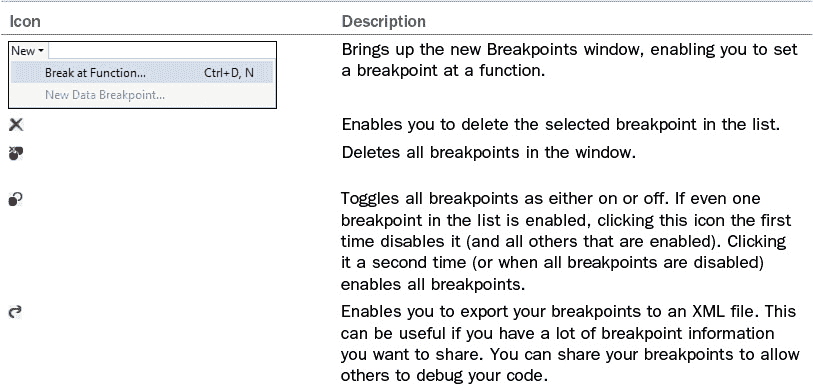 Icon Description
New
Brings up the new Breakpoints window, enabling you to set
Break at Function... Ctrl+D, N
a breakpoint at a function.
New Data Breakpoint...
Enables you to delete the selected breakpoint in the list.
Deletes all breakpoints in the window.
Toggles all breakpoints as either on or off. If even one
breakpoint in the list is enabled, clicking this icon the first
time disables it (and all others that are enabled). Clicking
it a second time (or when all breakpoints are disabled)
enables all breakpoints.
Enables you to export your breakpoints to an XML file. This
can be useful if you have a lot of breakpoint information
you want to share. You can share your breakpoints to allow
others to debug your code.